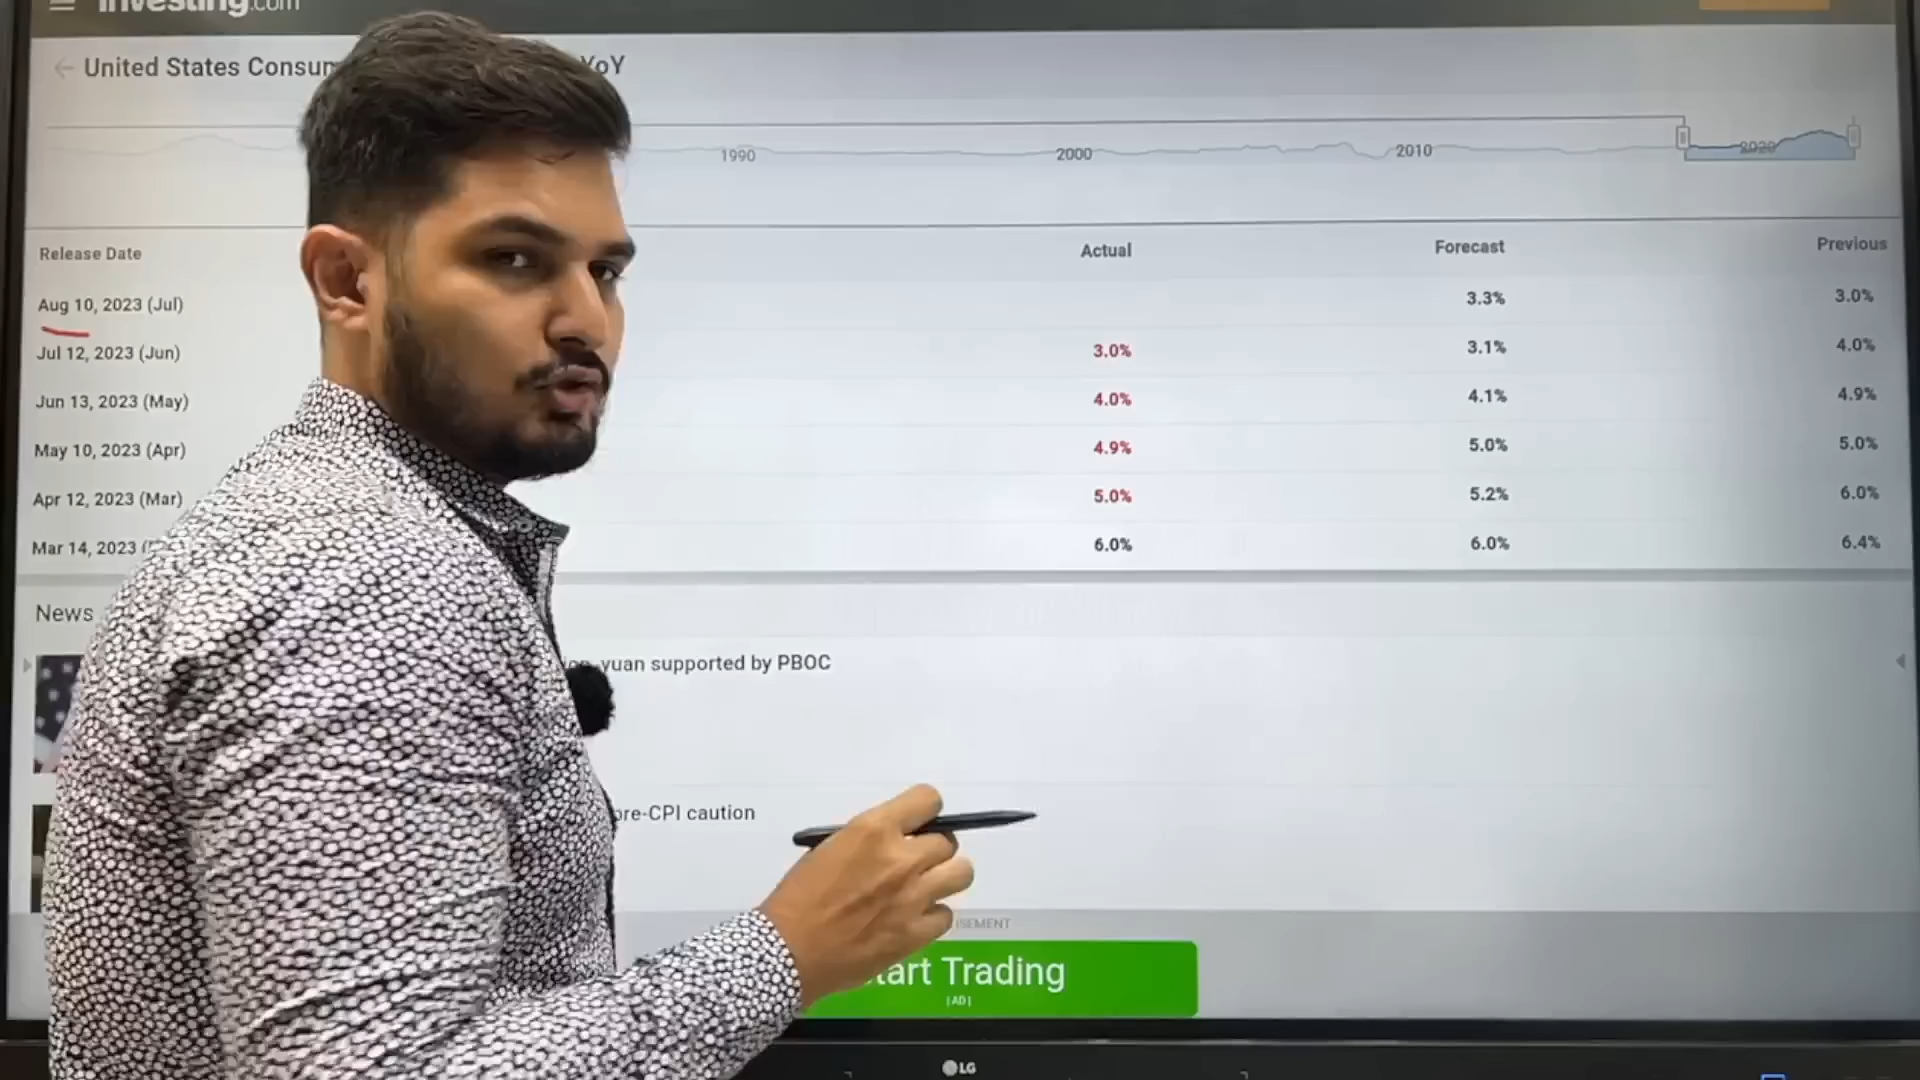 Investing.com
United States Consum YoY
1990 2000 2010 2020
Release Date Actual Forecast Previous
Aug 10, 2023 (Jul) 3.3% 3.0%
Jul 12, 2023 (Jun) 3.0% 3.1% 4.0%
Jun 13, 2023 (May) 4.0% 4.1% 4.9%
May 10, 2023 (Apr) 4.9% 5.0% 5.0%
Apr 12, 2023 (Mar) 5.0% 5.2% 6.0%
Mar 14, 2023 6.0% 6.0% 6.4%
News
yuan supported by PBOC
pre-CPI caution
ISEMENT
tart Trading
[AD]
LG